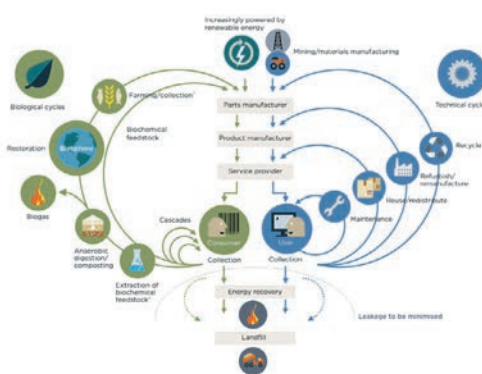 Increasingly powered by
renewable energy
Mining/materials manufacturing
Biological cycles
Farming/collection¹
Parts manufacturer
Technical cycles
Biochemical
feedstock
Restoration
Biosphere
Product manufacturer
Recycle
Service provider
Refurbish/
remanufacture
Reuse/redistribute
Biogas
Cascades
Consumer
User
Maintenance
Anaerobic
digestion/
composting
Collection
Collection
Extraction of
biochemical
feedstock²
Energy recovery
Leakage to be minimised
Landfill